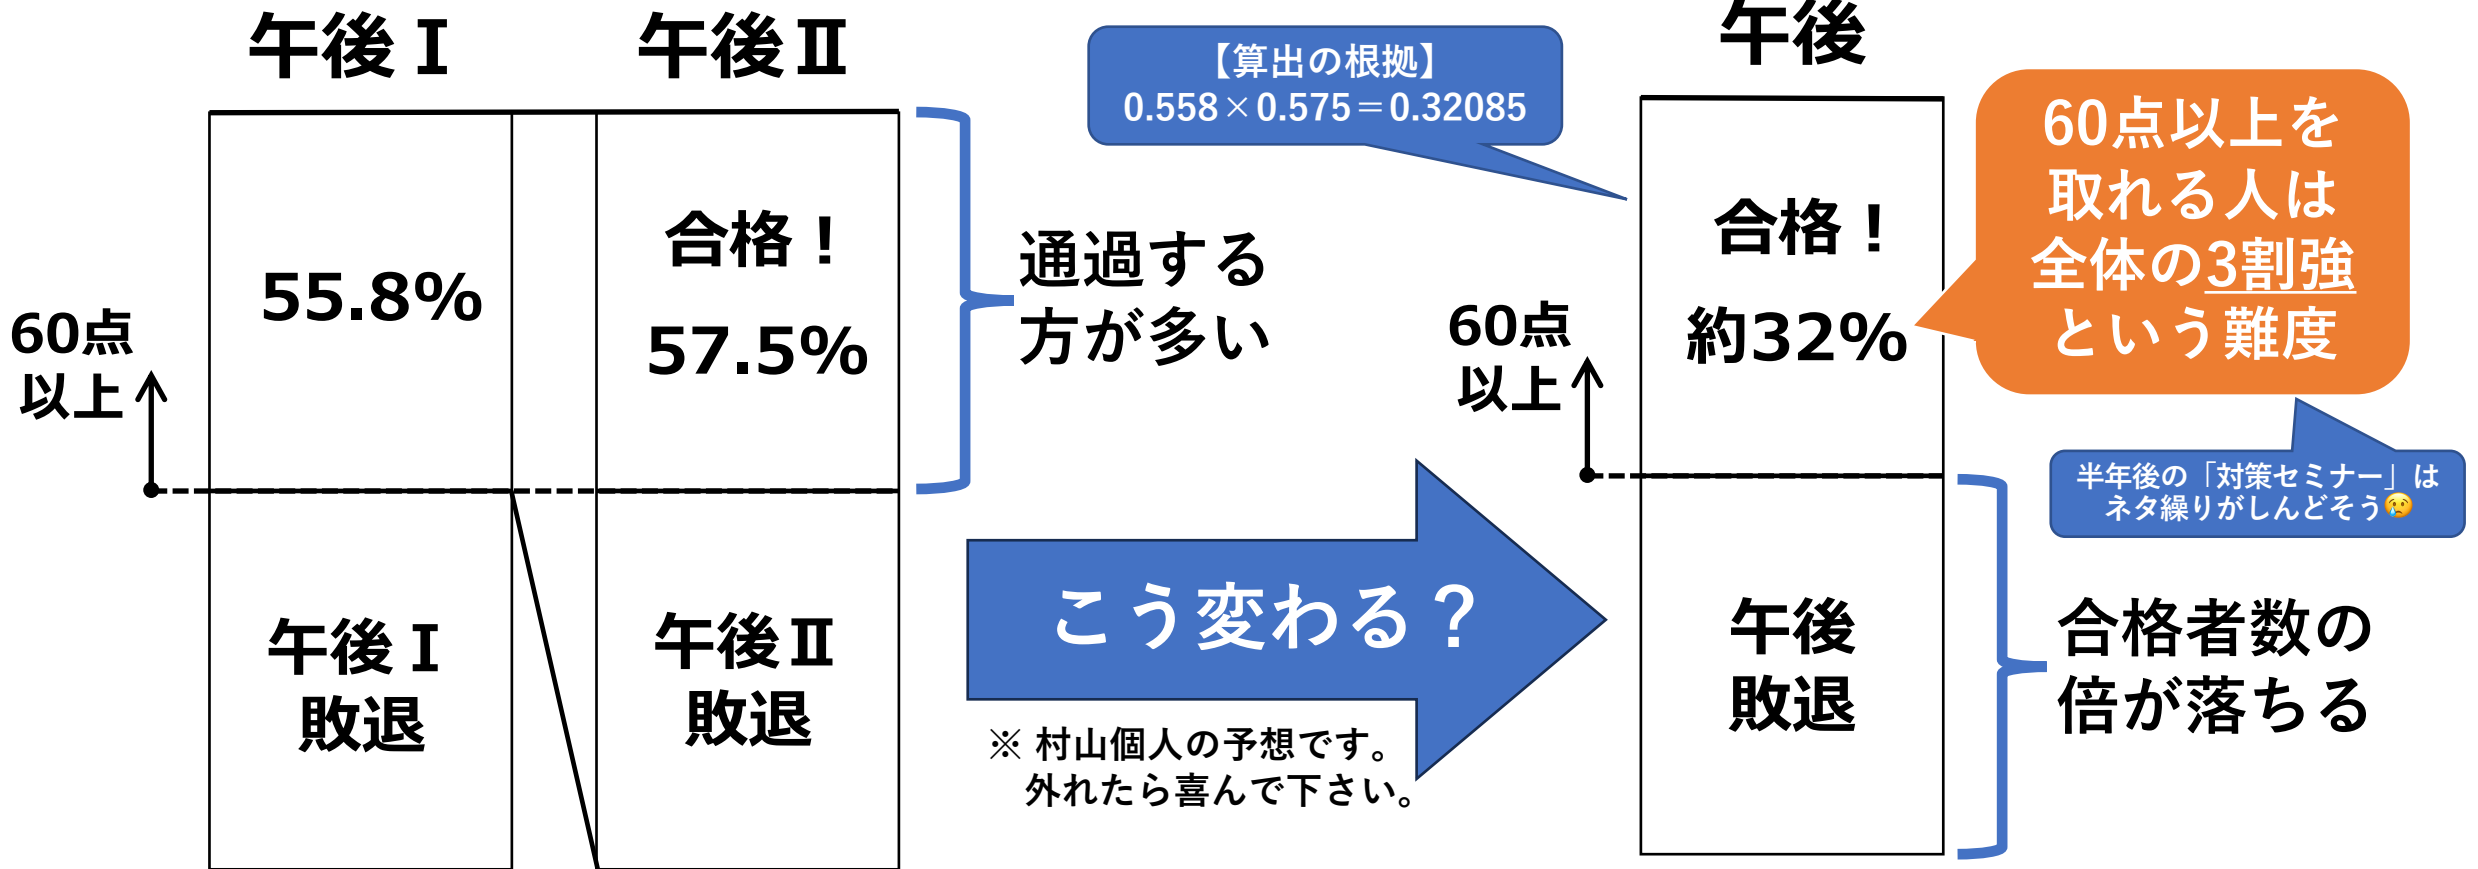 午後Ⅰ
午後Ⅱ
60点
以上
55.8%
合格！
57.5%
午後Ⅰ
敗退
午後Ⅱ
敗退
通過する
方が多い
こう変わる？
※ 村山個人の予想です。
外れたら喜んで下さい。
【算出の根拠】
0.558×0.575＝0.32085
午後
60点
以上
合格！
約32%
午後
敗退
60点以上を
取れる人は
全体の3割強
という難度
半年後の「対策セミナー」は
ネタ繰りがしんどそう😢
合格者数の
倍が落ちる